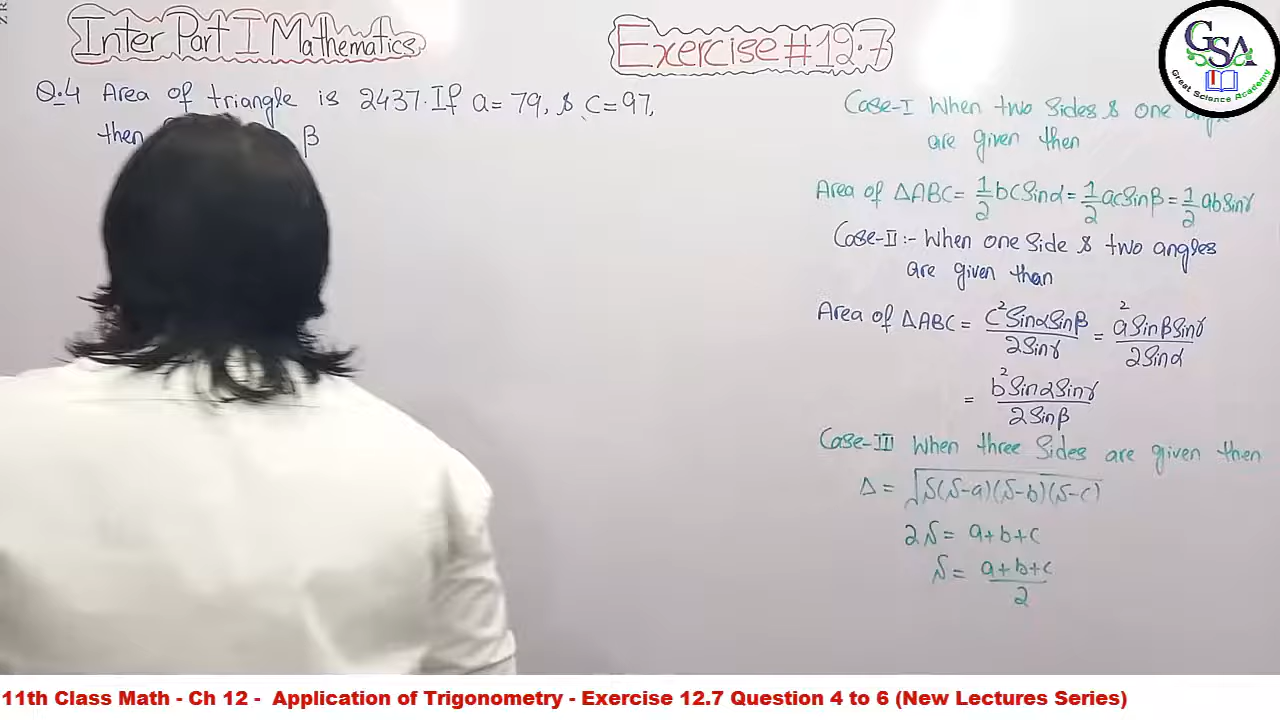 Inter Part I Mathematics
Exercise #12.7
GSA
Great Science Academy
Q.4 Area of triangle is 2437. If a = 79, & c = 97,
then β
Case-I When two Sides & one angle
are given then
Area of ΔABC = 1/2 bc Sinα = 1/2 ac Sinβ = 1/2 ab Sinγ
Case-II :- When one Side & two angles
are given than
Area of ΔABC = c² Sinα Sinβ / 2 Sinγ = a² Sinβ Sinγ / 2 Sinα
= b² Sinα Sinγ / 2 Sinβ
Case-III When three Sides are given then
Δ = √S(S-a)(S-b)(S-c)
2S = a+b+c
S = a+b+c / 2
11th Class Math - Ch 12 - Application of Trigonometry - Exercise 12.7 Question 4 to 6 (New Lectures Series)